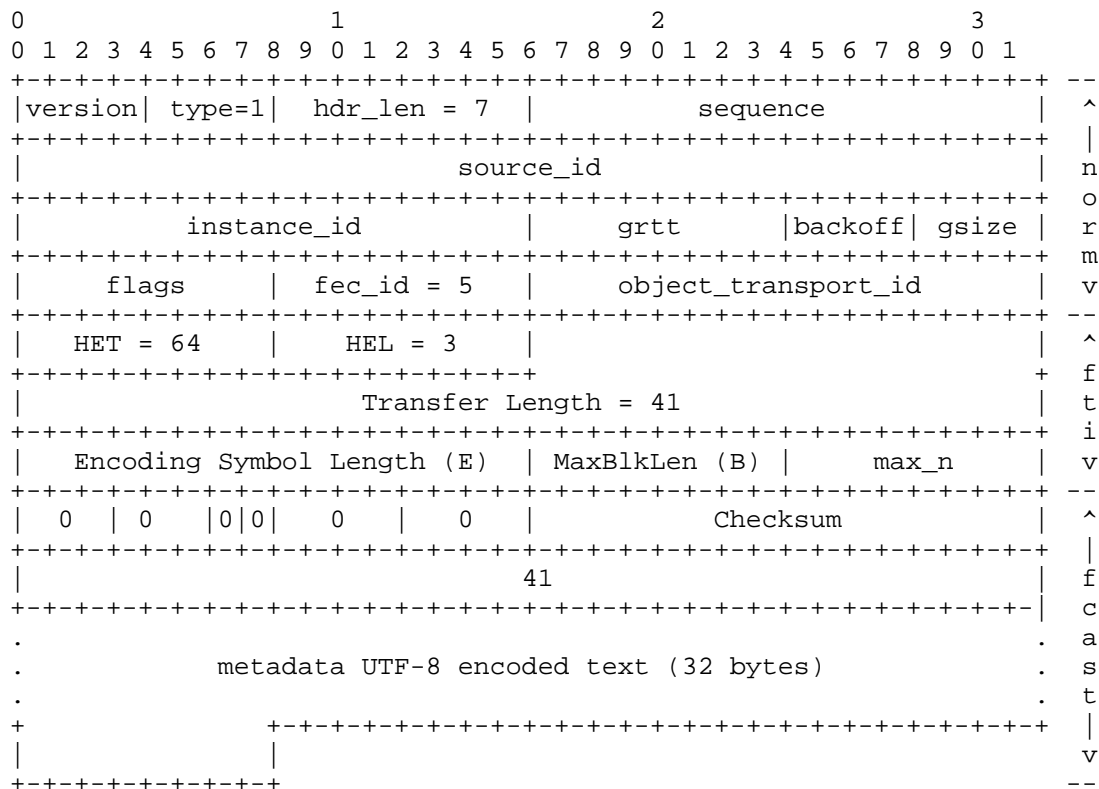 0                   1                   2                   3
0 1 2 3 4 5 6 7 8 9 0 1 2 3 4 5 6 7 8 9 0 1 2 3 4 5 6 7 8 9 0 1
+-+-+-+-+-+-+-+-+-+-+-+-+-+-+-+-+-+-+-+-+-+-+-+-+-+-+-+-+-+-+-+-+ --
|version| type=1|  hdr_len = 7  |          sequence             |  ^
+-+-+-+-+-+-+-+-+-+-+-+-+-+-+-+-+-+-+-+-+-+-+-+-+-+-+-+-+-+-+-+-+  |
|                           source_id                           |  n
+-+-+-+-+-+-+-+-+-+-+-+-+-+-+-+-+-+-+-+-+-+-+-+-+-+-+-+-+-+-+-+-+  o
|          instance_id          |     grtt      |backoff| gsize |  r
+-+-+-+-+-+-+-+-+-+-+-+-+-+-+-+-+-+-+-+-+-+-+-+-+-+-+-+-+-+-+-+-+  m
|     flags     |  fec_id = 5   |     object_transport_id       |  v
+-+-+-+-+-+-+-+-+-+-+-+-+-+-+-+-+-+-+-+-+-+-+-+-+-+-+-+-+-+-+-+-+ --
|   HET = 64    |    HEL = 3    |                               |  ^
+-+-+-+-+-+-+-+-+-+-+-+-+-+-+-+-+                               +  f
|                     Transfer Length = 41                      |  t
+-+-+-+-+-+-+-+-+-+-+-+-+-+-+-+-+-+-+-+-+-+-+-+-+-+-+-+-+-+-+-+-+  i
|   Encoding Symbol Length (E)  | MaxBlkLen (B) |     max_n     |  v
+-+-+-+-+-+-+-+-+-+-+-+-+-+-+-+-+-+-+-+-+-+-+-+-+-+-+-+-+-+-+-+-+ --
|  0  | 0   |0|0|   0   |   0   |           Checksum            |  ^
+-+-+-+-+-+-+-+-+-+-+-+-+-+-+-+-+-+-+-+-+-+-+-+-+-+-+-+-+-+-+-+-+  |
|                               41                              |  f
+-+-+-+-+-+-+-+-+-+-+-+-+-+-+-+-+-+-+-+-+-+-+-+-+-+-+-+-+-+-+-+-|  c
.                                                               .  a
.            metadata UTF-8 encoded text (32 bytes)             .  s
.                                                               .  t
+               +-+-+-+-+-+-+-+-+-+-+-+-+-+-+-+-+-+-+-+-+-+-+-+-+  |
|               |                                                  v
+-+-+-+-+-+-+-+-+                                                 --